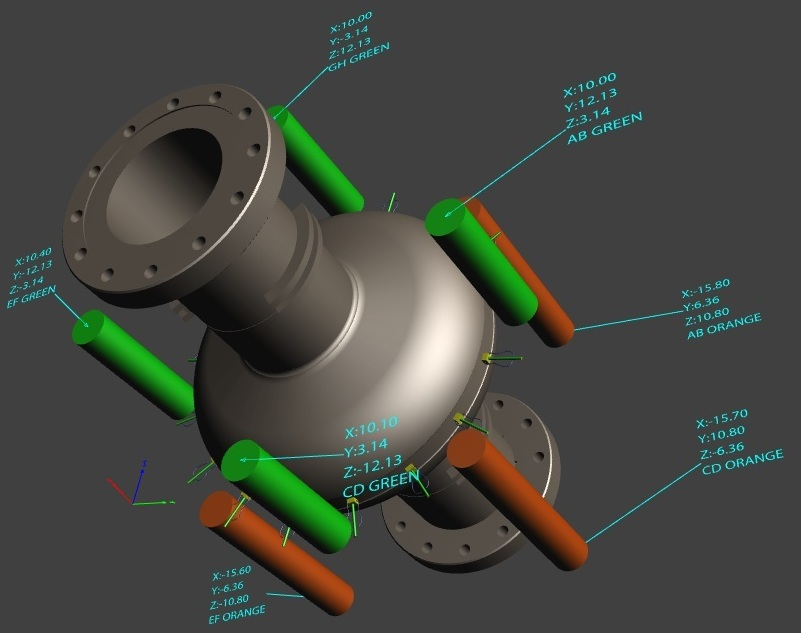 X:10.00
Y:-3.14
Z:12.13
GH GREEN
X:10.00
Y:12.13
Z:3.14
AB GREEN
X:10.40
Y:-12.13
Z:-3.14
EF GREEN
X:-15.80
Y:6.36
Z:10.80
AB ORANGE
X:10.10
Y:3.14
Z:-12.13
CD GREEN
X:-15.70
Y:10.80
Z:-6.36
CD ORANGE
X:-15.60
Y:-6.36
Z:-10.80
EF ORANGE